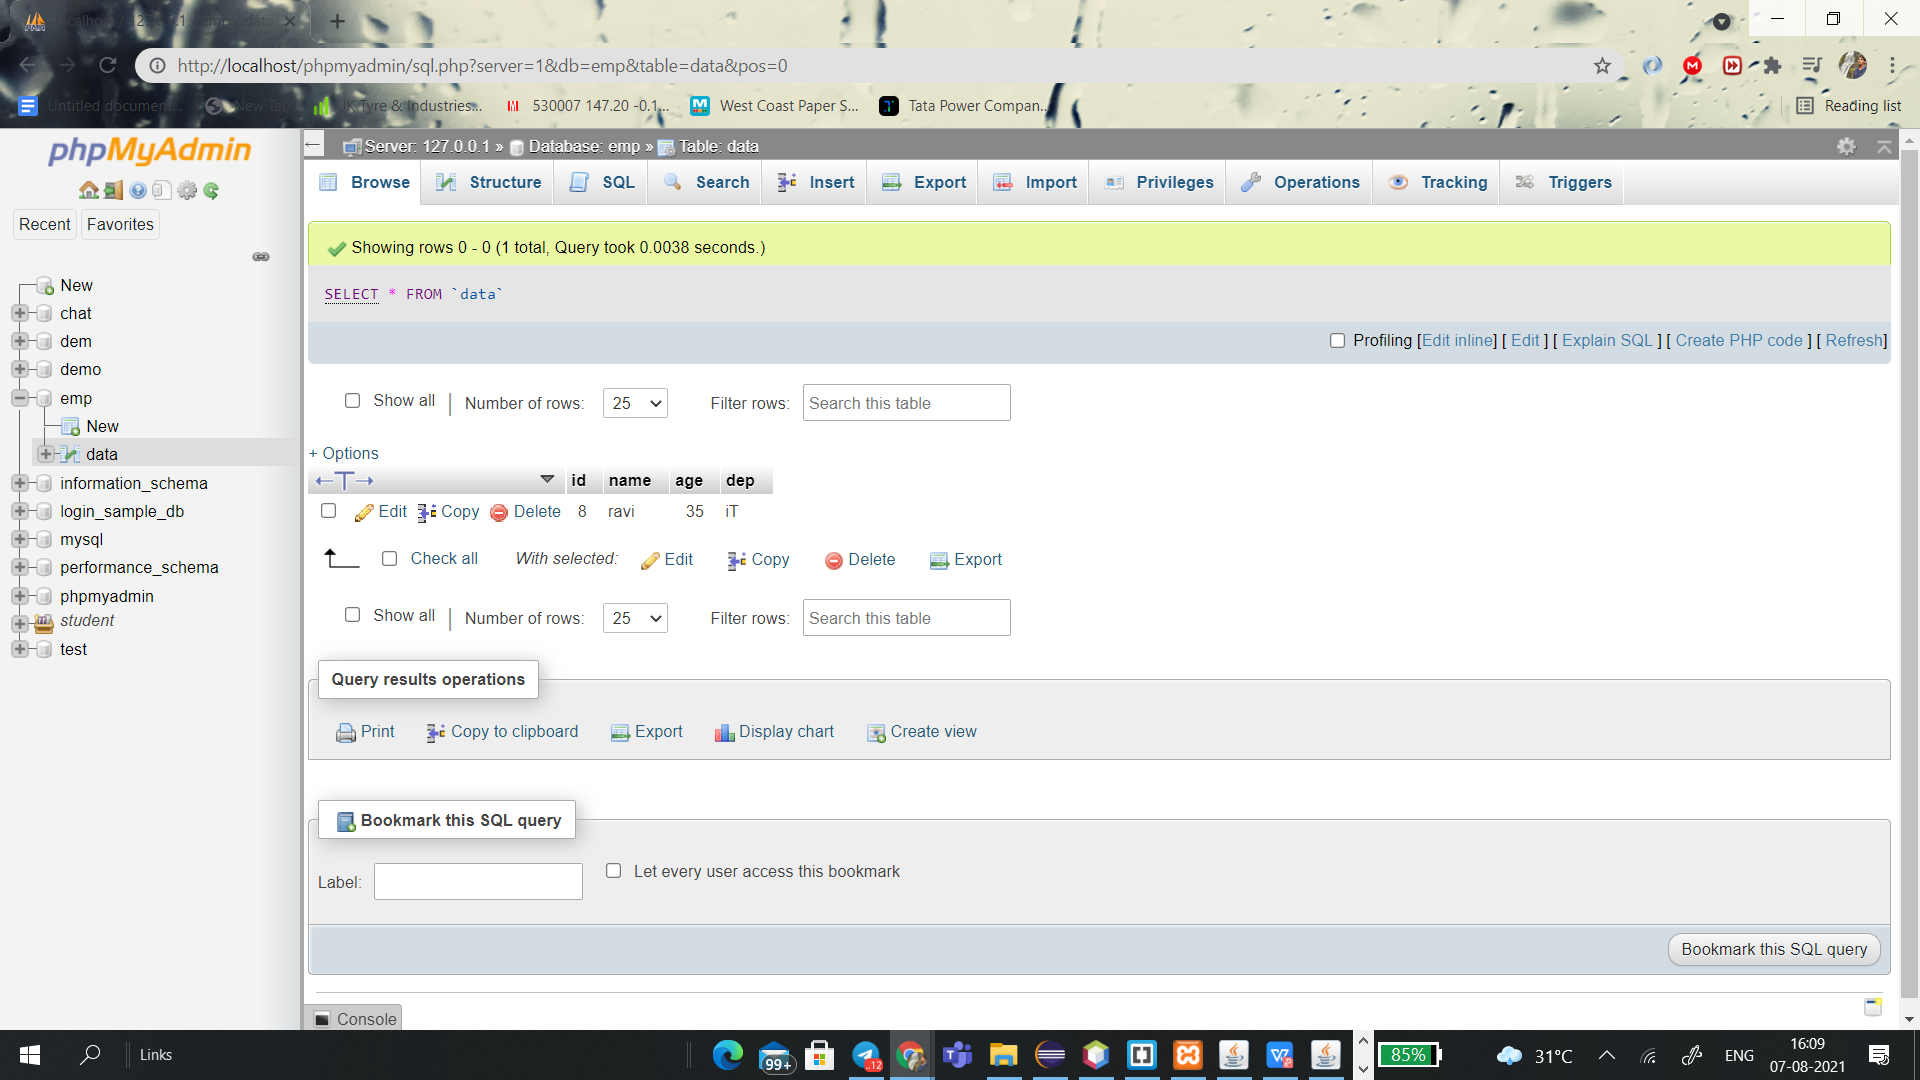 http://localhost/phpmyadmin/sql.php?server=1&db=emp&table=data&pos=0
Untitled documen...
New Tab
JK Tyre & Industries...
530007 147.20 -0.1...
West Coast Paper S...
Tata Power Compan...
Reading list
phpMyAdmin
Recent
Favorites
New
chat
dem
demo
emp
New
data
information_schema
login_sample_db
mysql
performance_schema
phpmyadmin
student
test
Server: 127.0.0.1 » Database: emp » Table: data
Browse
Structure
SQL
Search
Insert
Export
Import
Privileges
Operations
Tracking
Triggers
Showing rows 0 - 0 (1 total, Query took 0.0038 seconds.)
SELECT * FROM `data`
Profiling [Edit inline] [ Edit ] [ Explain SQL ] [ Create PHP code ] [ Refresh]
Show all | Number of rows: 25 Filter rows: Search this table
+ Options
←T→ id name age dep
Edit Copy Delete 8 ravi 35 iT
Check all With selected: Edit Copy Delete Export
Show all | Number of rows: 25 Filter rows: Search this table
Query results operations
Print Copy to clipboard Export Display chart Create view
Bookmark this SQL query
Label: Let every user access this bookmark
Bookmark this SQL query
Console
Links
99+
..12
85%
31°C
ENG
16:09
07-08-2021